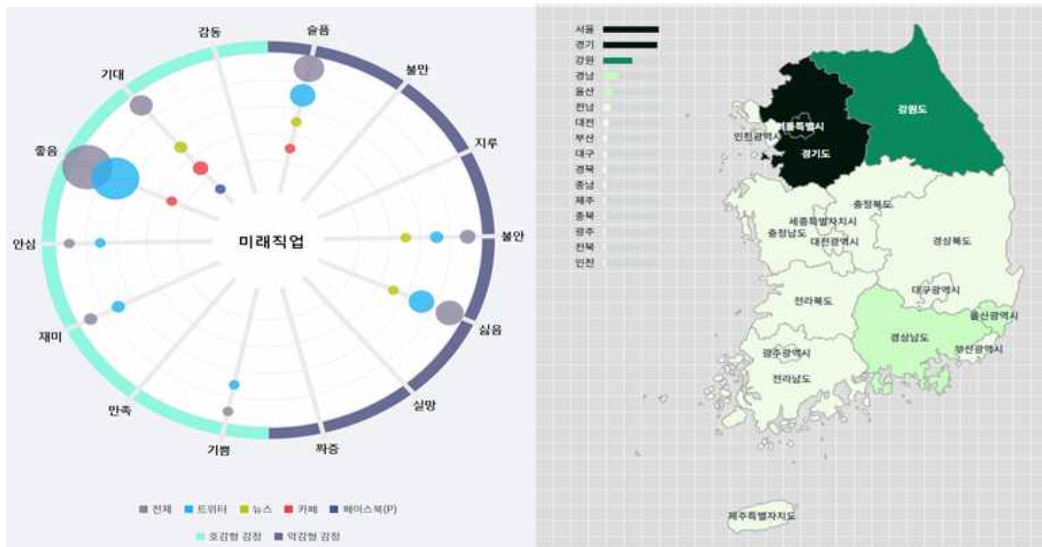 감동
슬픔
기대
불만
좋음
지루
안심
미래직업
불안
재미
싫음
만족
실망
기쁨
짜증
전체
트위터
뉴스
카페
페이스북(P)
호감형 감정
악감형 감정
서울
경기
강원
경남
울산
전남
대전
부산
대구
경북
충남
제주
충북
광주
전북
인천
강원도
서울특별시
인천광역시
경기도
충청북도
세종특별자치시
충청남도
대전광역시
경상북도
대구광역시
전라북도
울산광역시
경상남도
부산광역시
광주광역시
전라남도
제주특별자치도